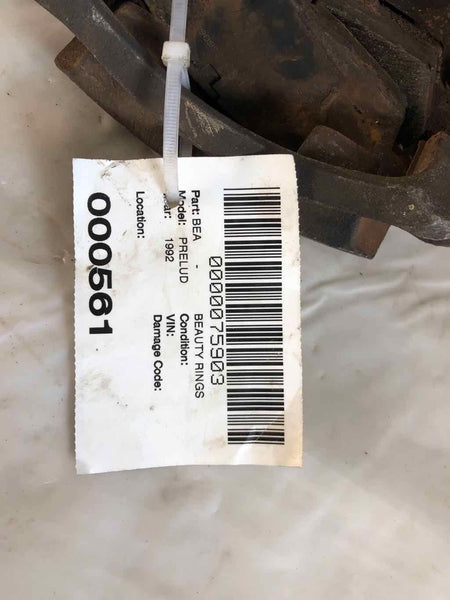 0000075903
Part: BEA - BEAUTY RINGS
Model: PRELUD Condition:
Year: 1992 VIN:
Location: Damage Code:
000561